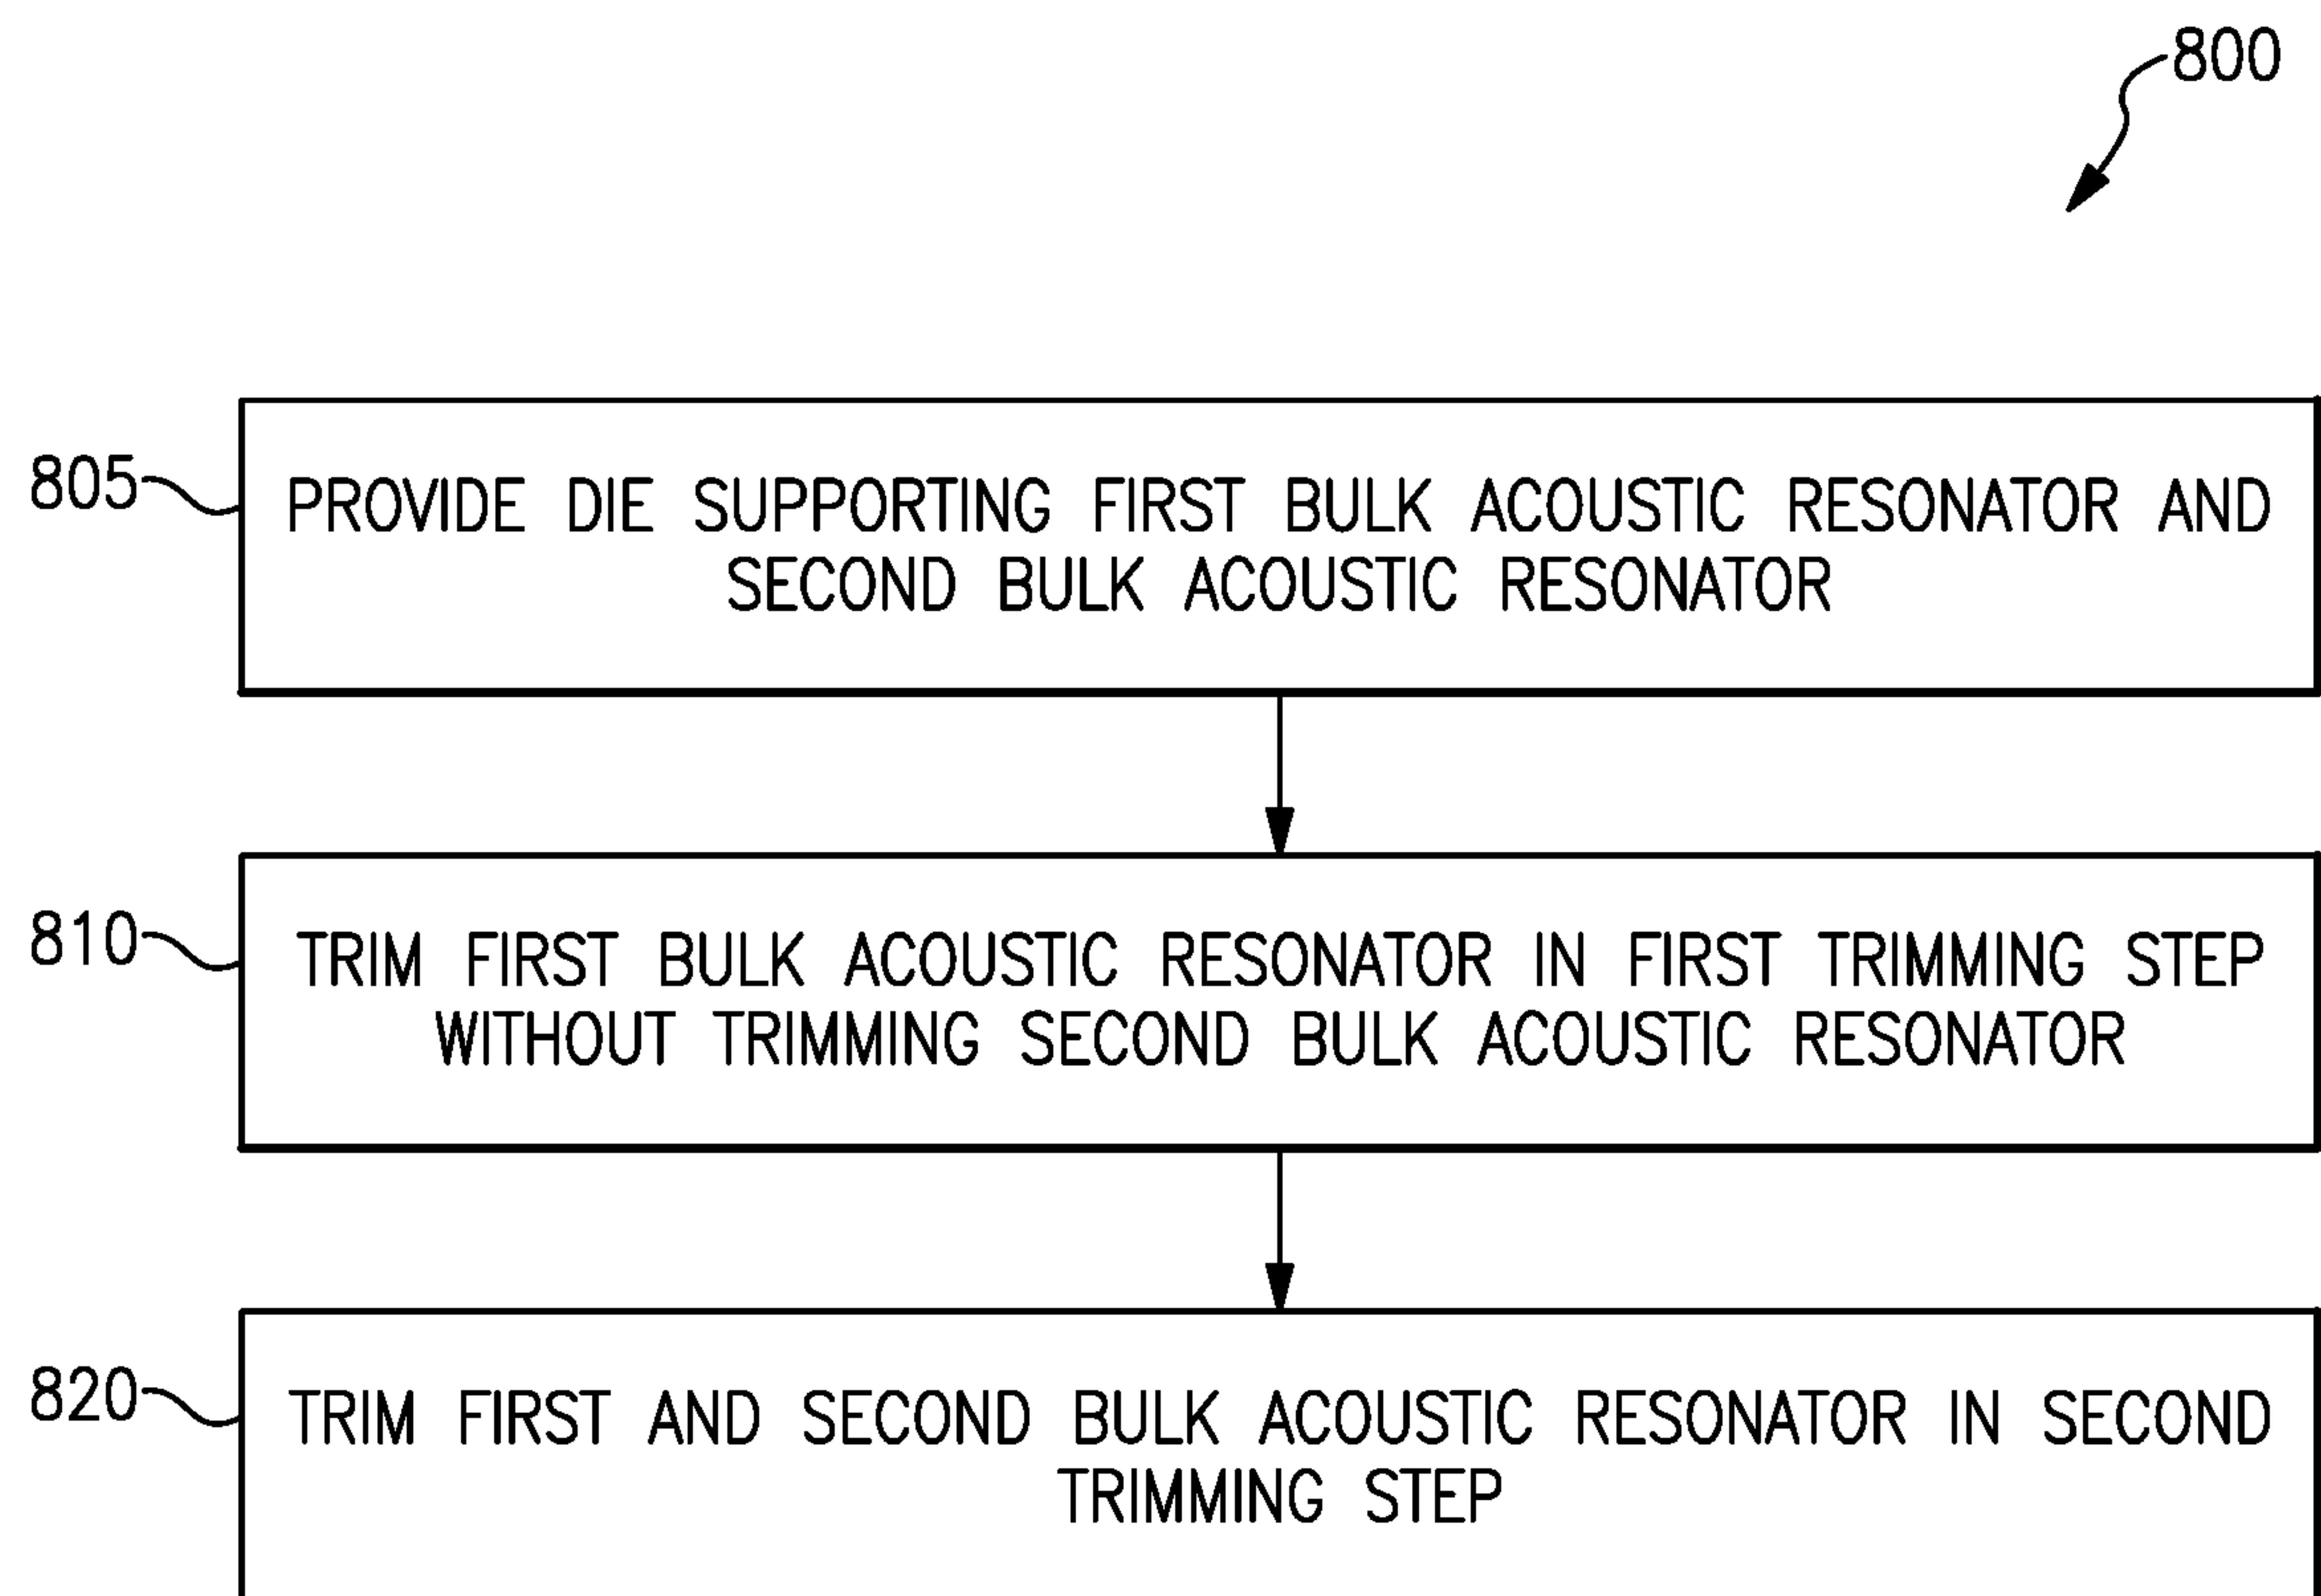 800
805
PROVIDE DIE SUPPORTING FIRST BULK ACOUSTIC RESONATOR AND
SECOND BULK ACOUSTIC RESONATOR
810
TRIM FIRST BULK ACOUSTIC RESONATOR IN FIRST TRIMMING STEP
WITHOUT TRIMMING SECOND BULK ACOUSTIC RESONATOR
820
TRIM FIRST AND SECOND BULK ACOUSTIC RESONATOR IN SECOND
TRIMMING STEP